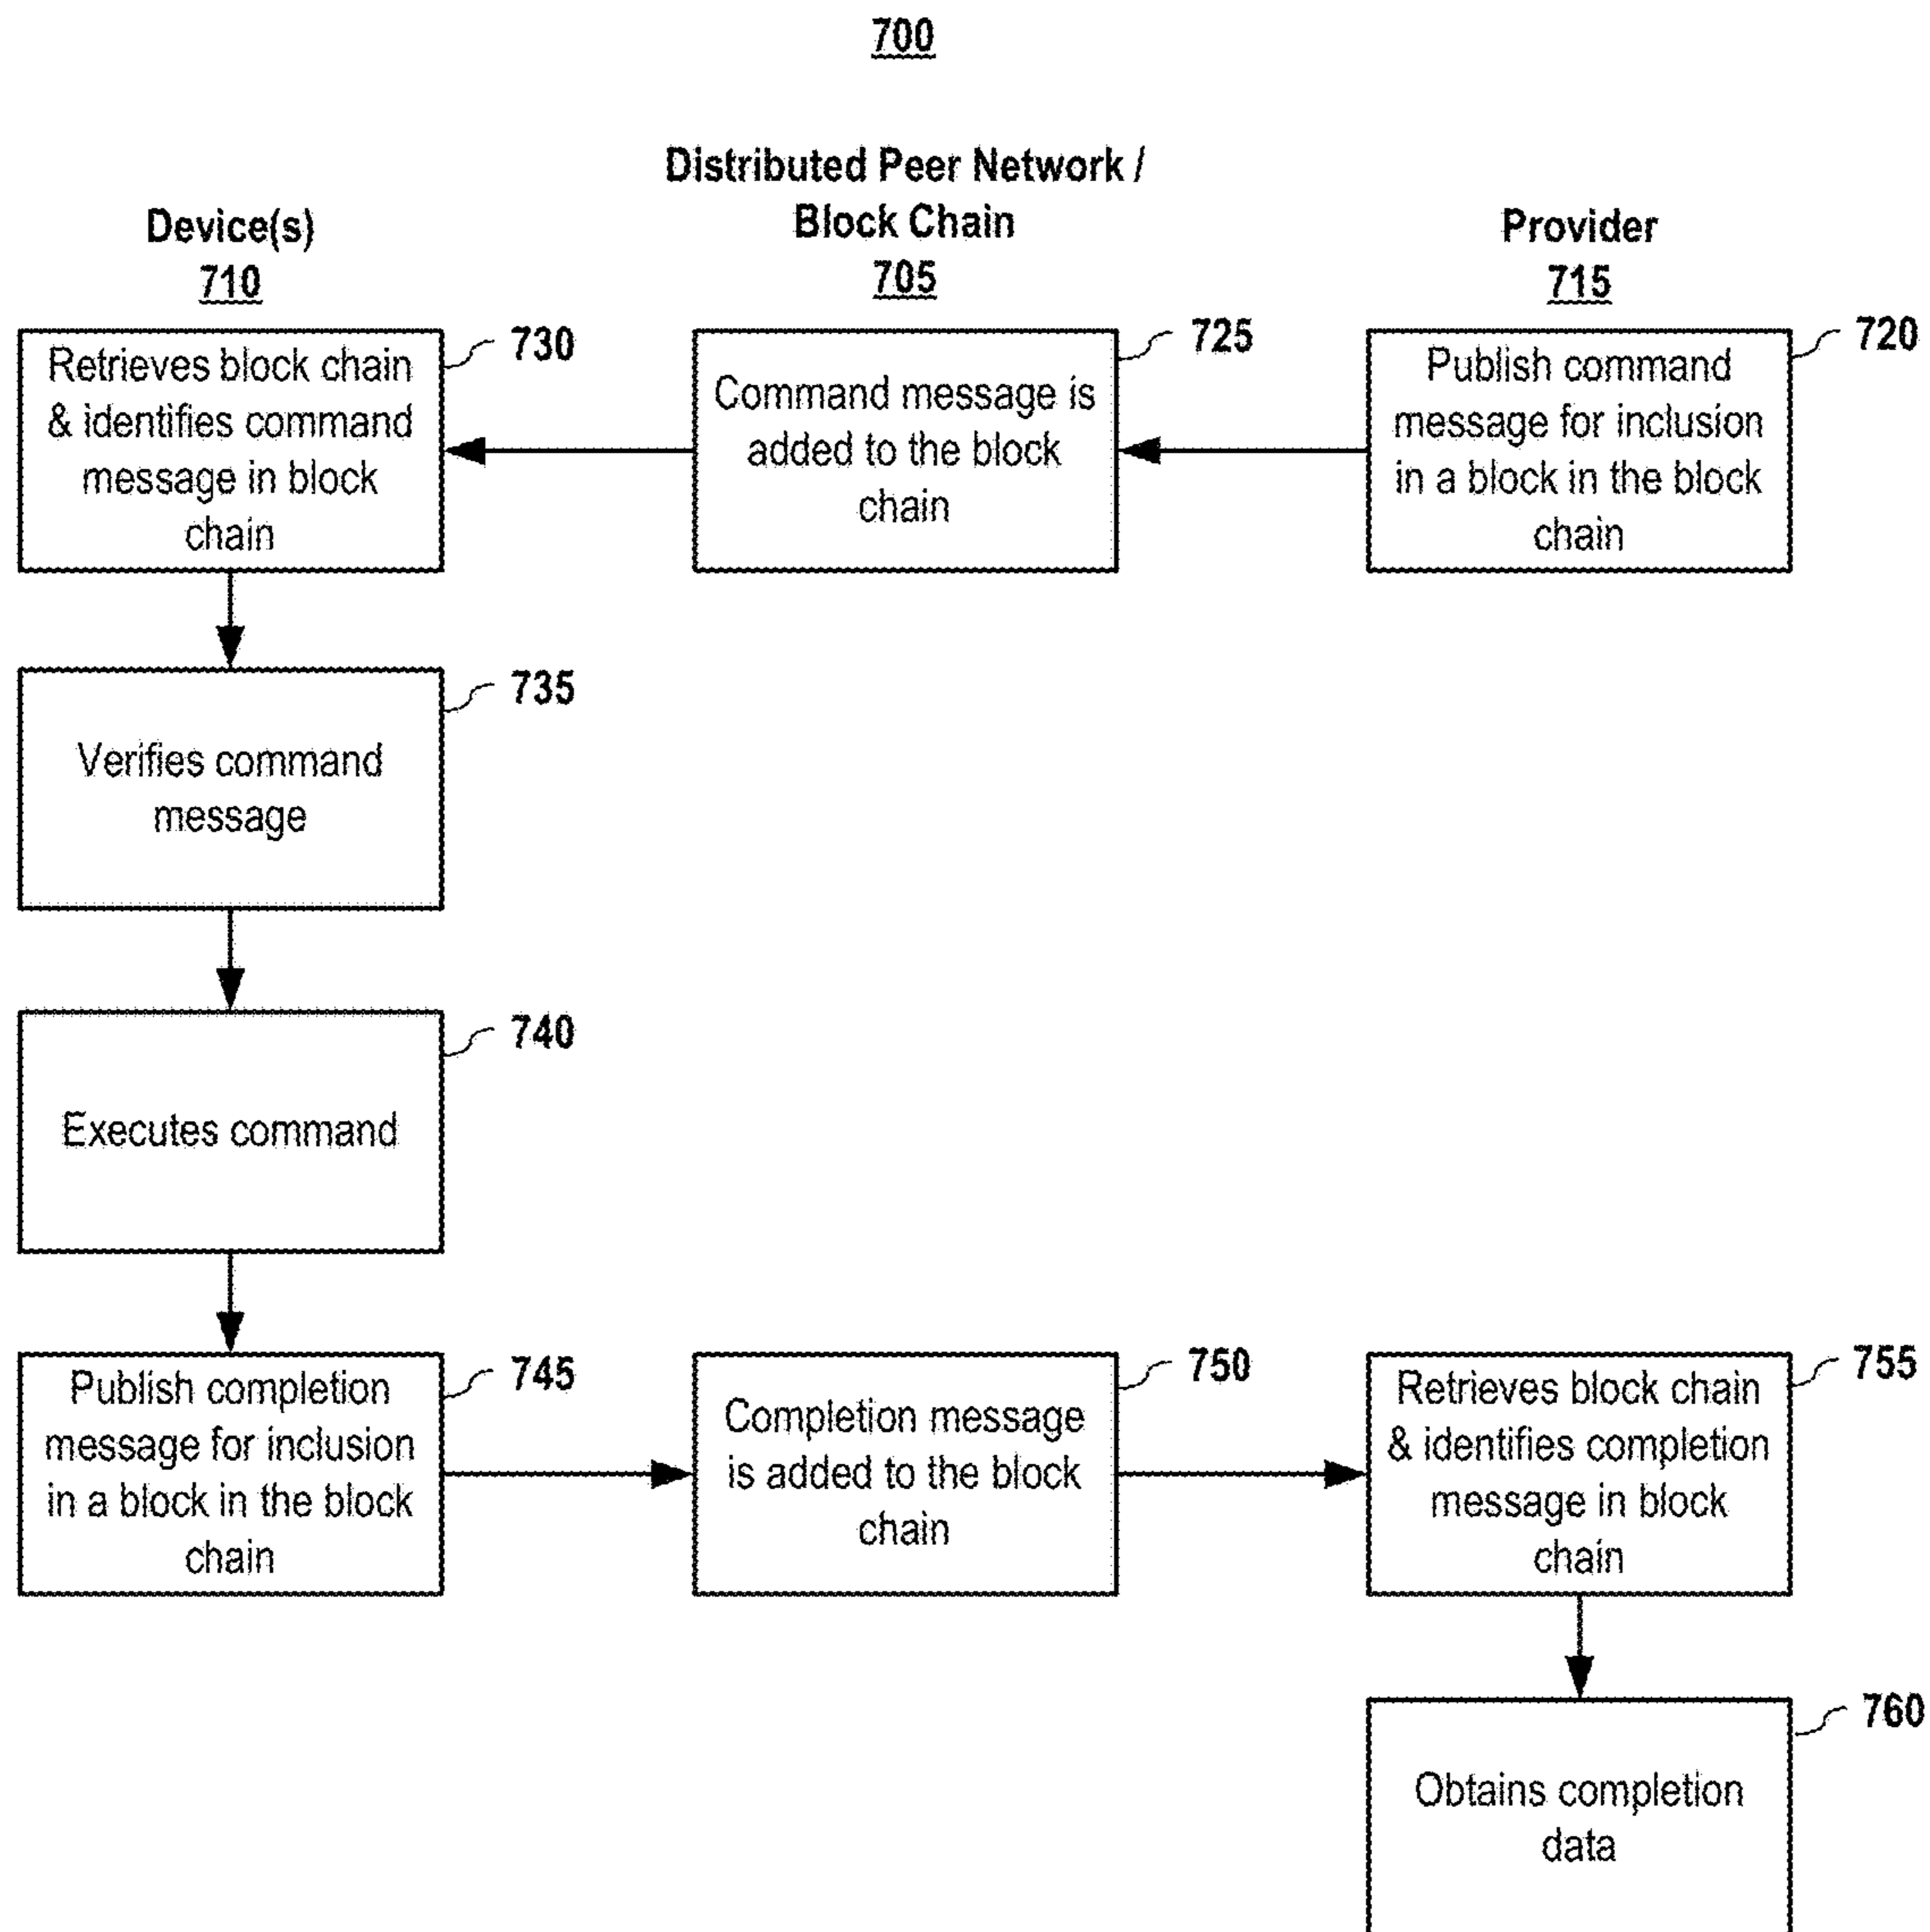 700
Device(s)
710
Distributed Peer Network /
Block Chain
705
Provider
715
Retrieves block chain
& identifies command
message in block
chain
730
Command message is
added to the block
chain
725
Publish command
message for inclusion
in a block in the block
chain
720
Verifies command
message
735
Executes command
740
Publish completion
message for inclusion
in a block in the block
chain
745
Completion message
is added to the block
chain
750
Retrieves block chain
& identifies completion
message in block
chain
755
Obtains completion
data
760